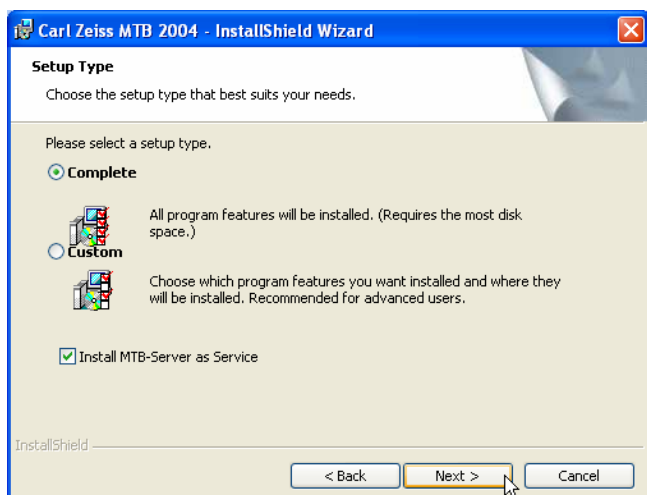 Carl Zeiss MTB 2004 - InstallShield Wizard
Setup Type
Choose the setup type that best suits your needs.
Please select a setup type.
Complete
All program features will be installed. (Requires the most disk
space.)
Custom
Choose which program features you want installed and where they
will be installed. Recommended for advanced users.
Install MTB-Server as Service
InstallShield
< Back Next > Cancel